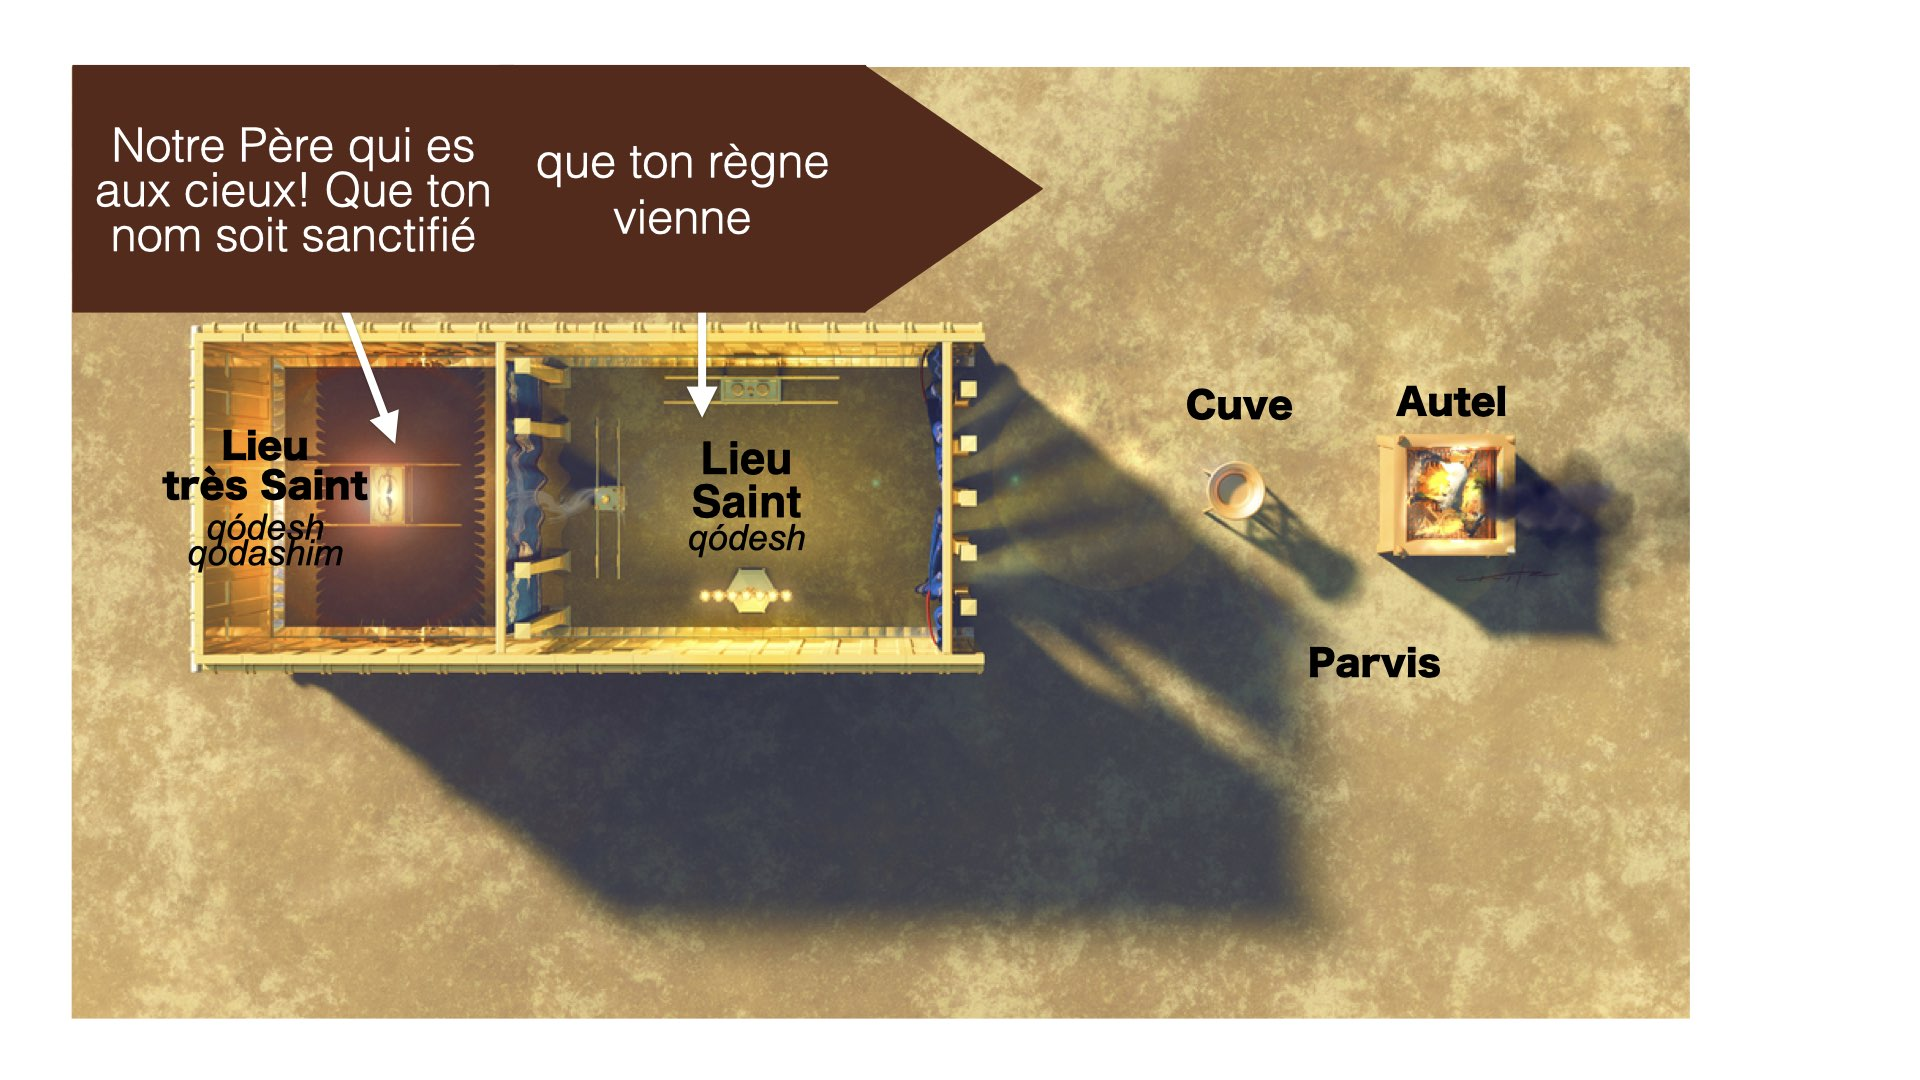 Notre Père qui es
aux cieux! Que ton
nom soit sanctifié
que ton règne
vienne
Lieu
très Saint
qódesh
qodashim
Lieu
Saint
qódesh
Cuve
Autel
Parvis